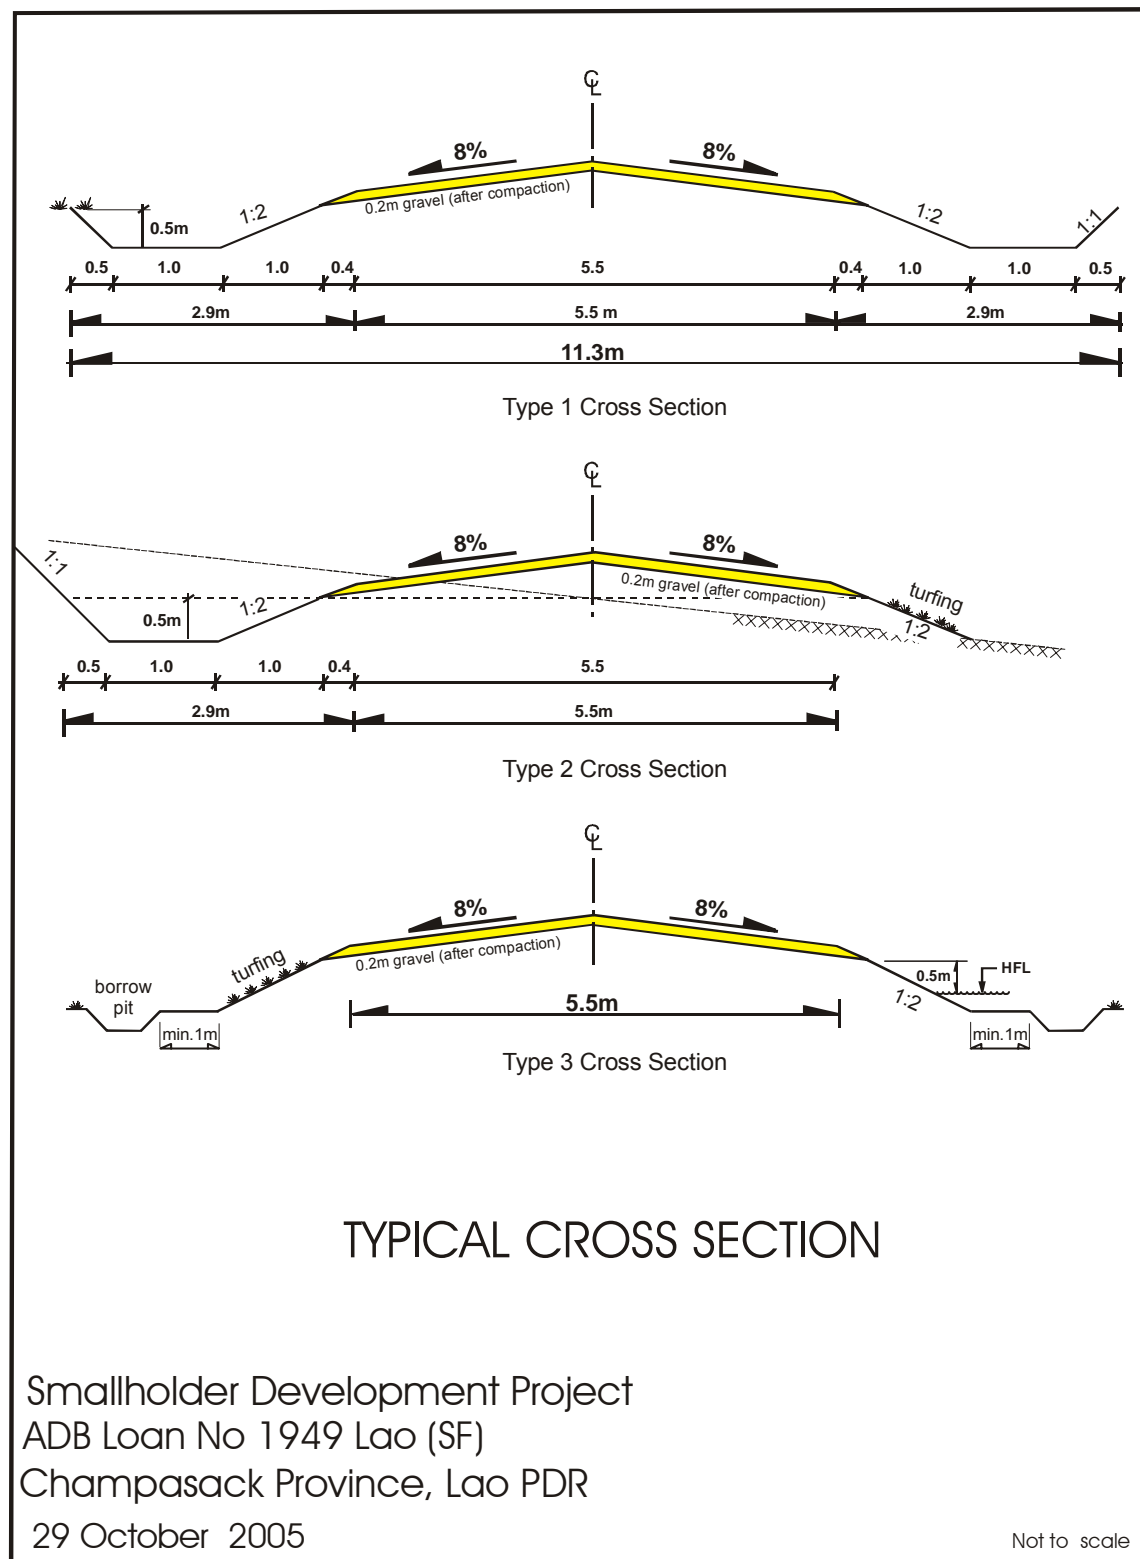 ℄
8% 8%
0.2m gravel (after compaction)
0.5m 1:2 1:2 1:1
0.5 1.0 1.0 0.4 5.5 0.4 1.0 1.0 0.5
2.9m 5.5 m 2.9m
11.3m
Type 1 Cross Section
℄
8% 8%
1:1 0.5m 1:2 0.2m gravel (after compaction) turfing 1:2
0.5 1.0 1.0 0.4 5.5
2.9m 5.5m
Type 2 Cross Section
℄
8% 8%
turfing 0.2m gravel (after compaction) 0.5m HFL
borrow
pit
1:2
min.1m 5.5m min.1m
Type 3 Cross Section
TYPICAL CROSS SECTION
Smallholder Development Project
ADB Loan No 1949 Lao (SF)
Champasack Province, Lao PDR
29 October 2005
Not to scale